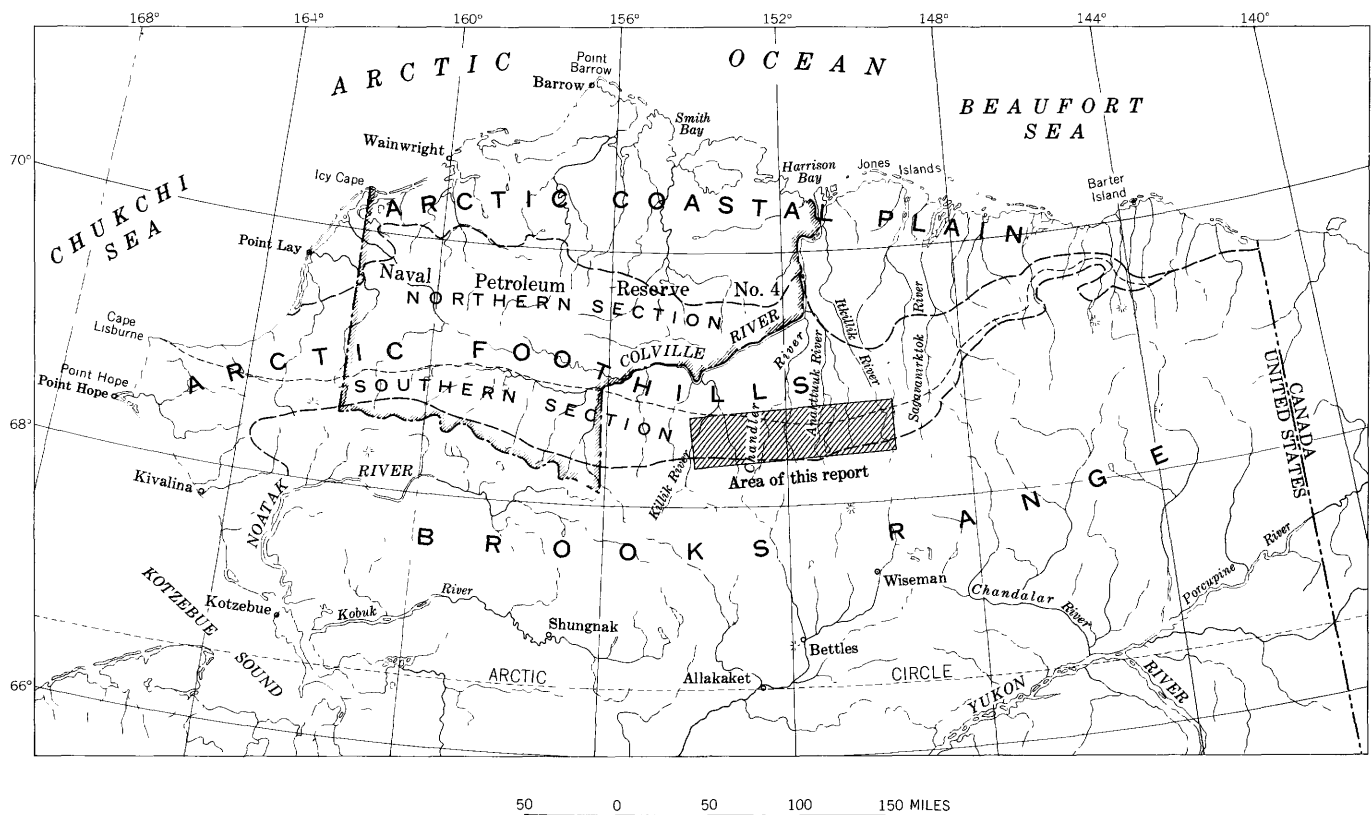 168° 164° 160° 156° 152° 148° 144° 140°
ARCTIC OCEAN
Point
Barrow
Barrow
BEAUFORT
SEA
Smith
Bay
Wainwright
70°
Icy Cape
Harrison
Bay
Jones Islands
Barter
Island
CHUKCHI
SEA
ARCTIC COASTAL PLAIN
Point Lay
Naval Petroleum Reserve No. 4
NORTHERN SECTION
Itkillik River
Sagavanirktok River
Cape
Lisburne
ARCTIC FOOTHILLS
COLVILLE RIVER
Point Hope
Point Hope
SOUTHERN SECTION
Chandler River
Anaktuuk River
Killik River
Area of this report
CANADA
UNITED STATES
68°
Kivalina
NOATAK RIVER
BROOKS RANGE
Wiseman
Chandalar River
Porcupine River
KOTZEBUE SOUND
Kotzebue
Kobuk River
Shungnak
Bettles
Allakaket
ARCTIC CIRCLE
YUKON RIVER
66°
50 0 50 100 150 MILES